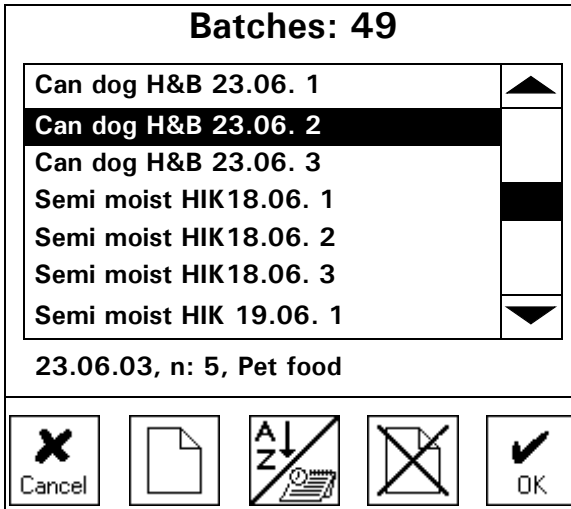 Batches: 49
Can dog H&B 23.06. 1
Can dog H&B 23.06. 2
Can dog H&B 23.06. 3
Semi moist HIK18.06. 1
Semi moist HIK18.06. 2
Semi moist HIK18.06. 3
Semi moist HIK 19.06. 1
23.06.03, n: 5, Pet food
A
Z
Cancel
OK